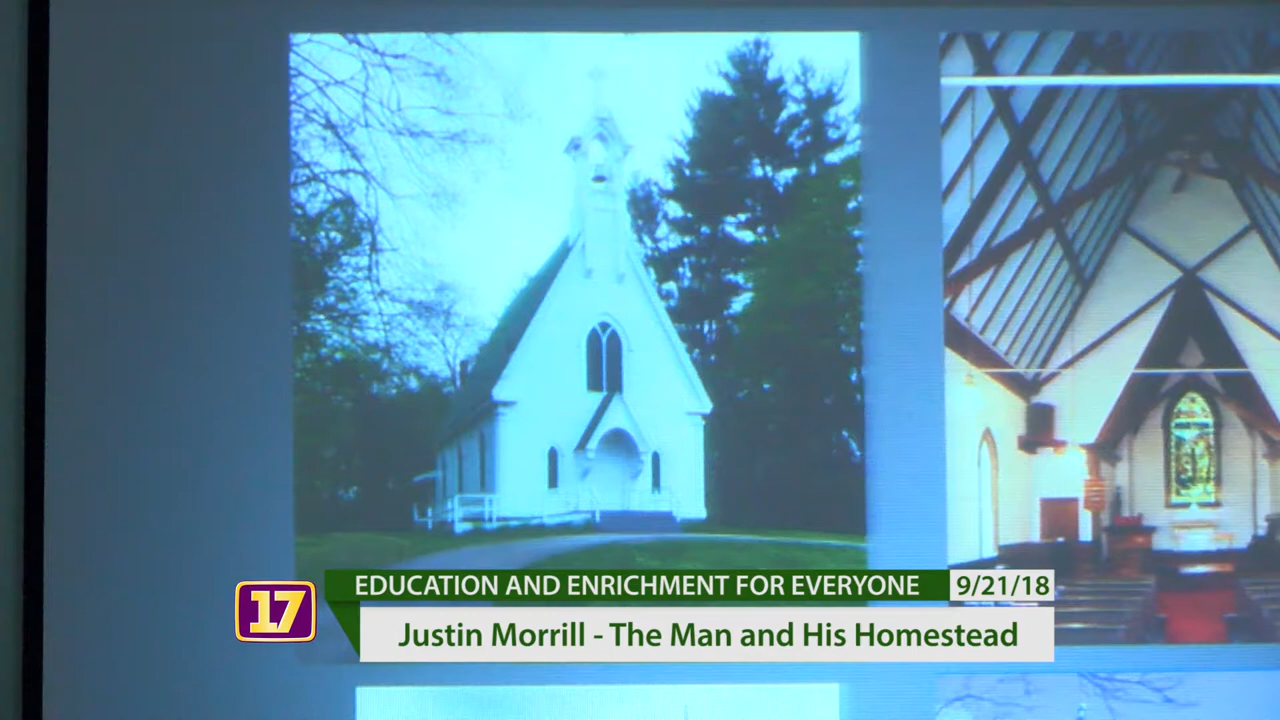 EDUCATION AND ENRICHMENT FOR EVERYONE 9/21/18
17 Justin Morrill - The Man and His Homestead